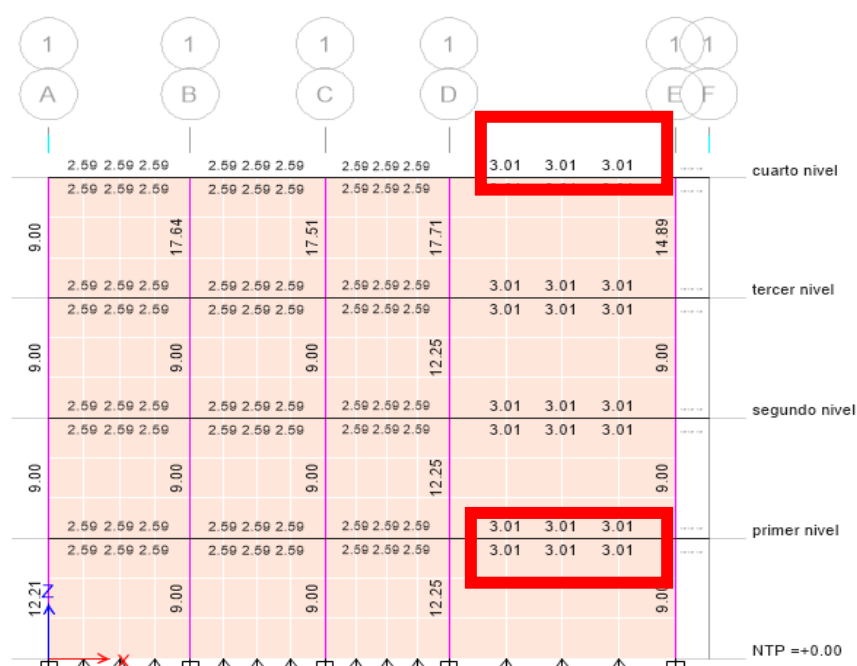 1 1 1 1 1 1
A B C D E F
2.59 2.59 2.59 2.59 2.59 2.59 2.59 2.59 2.59 3.01 3.01 3.01
cuarto nivel
2.59 2.59 2.59 2.59 2.59 2.59 2.59 2.59 2.59
9.00 17.64 17.51 17.71 14.89
2.59 2.59 2.59 2.59 2.59 2.59 2.59 2.59 2.59 3.01 3.01 3.01
tercer nivel
2.59 2.59 2.59 2.59 2.59 2.59 2.59 2.59 2.59 3.01 3.01 3.01
9.00 9.00 9.00 12.25 9.00
2.59 2.59 2.59 2.59 2.59 2.59 2.59 2.59 2.59 3.01 3.01 3.01
segundo nivel
2.59 2.59 2.59 2.59 2.59 2.59 2.59 2.59 2.59 3.01 3.01 3.01
9.00 9.00 9.00 12.25 9.00
2.59 2.59 2.59 2.59 2.59 2.59 2.59 2.59 2.59 3.01 3.01 3.01
primer nivel
2.59 2.59 2.59 2.59 2.59 2.59 2.59 2.59 2.59 3.01 3.01 3.01
12.21 9.00 9.00 12.25
Z
X
NTP =+0.00